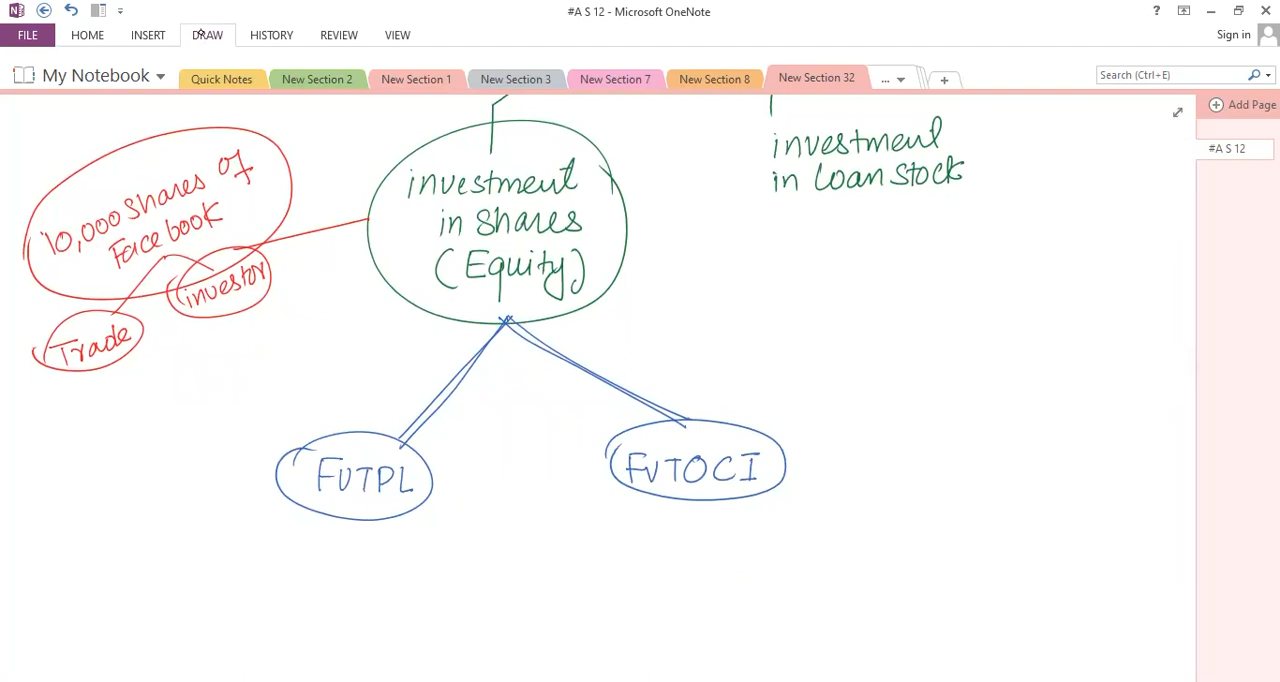 #A S 12 - Microsoft OneNote
?
FILE HOME INSERT DRAW HISTORY REVIEW VIEW
Sign in
My Notebook
Quick Notes New Section 2 New Section 1 New Section 3 New Section 7 New Section 8 New Section 32 ...
Search (Ctrl+E)
Add Page
#A S 12
investment
in Loan stock
10,000 shares of
Facebook
investor
Trade
investment
in shares
(Equity)
FVTPL
FVTOCI